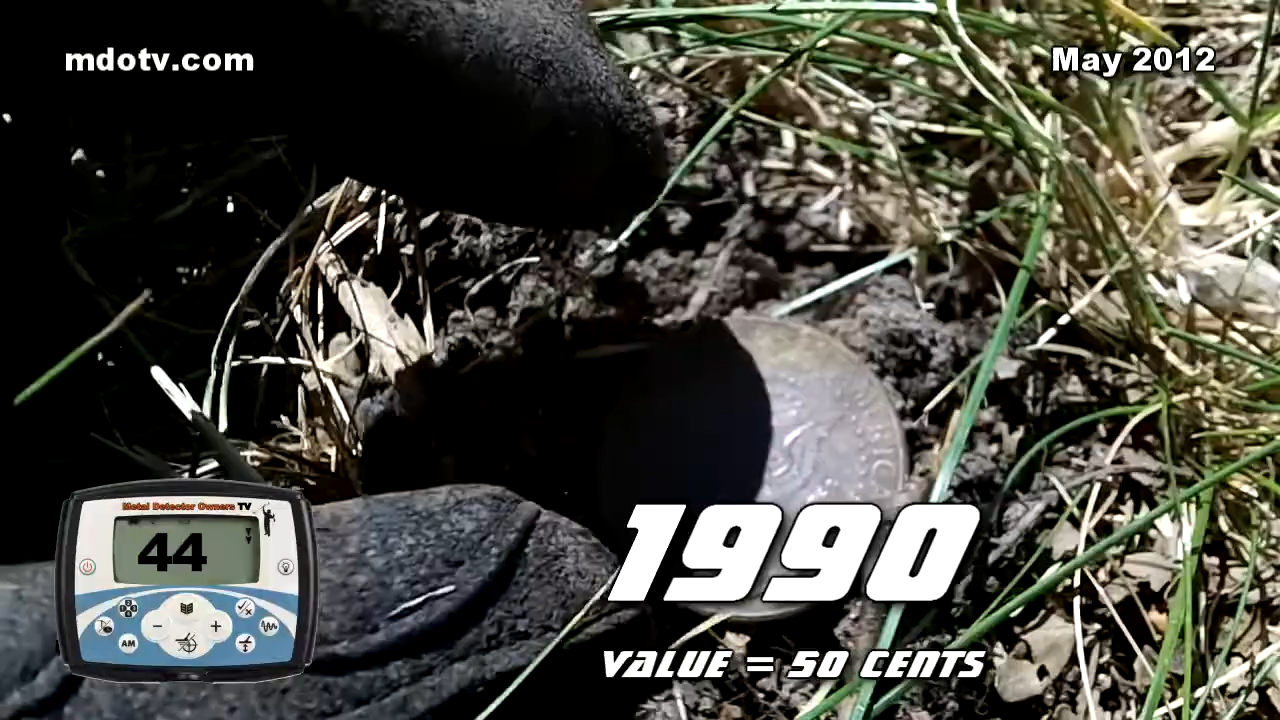 mdotv.com
May 2012
Metal Detector Owners TV
44
AM
1990
VALUE = 50 CENTS